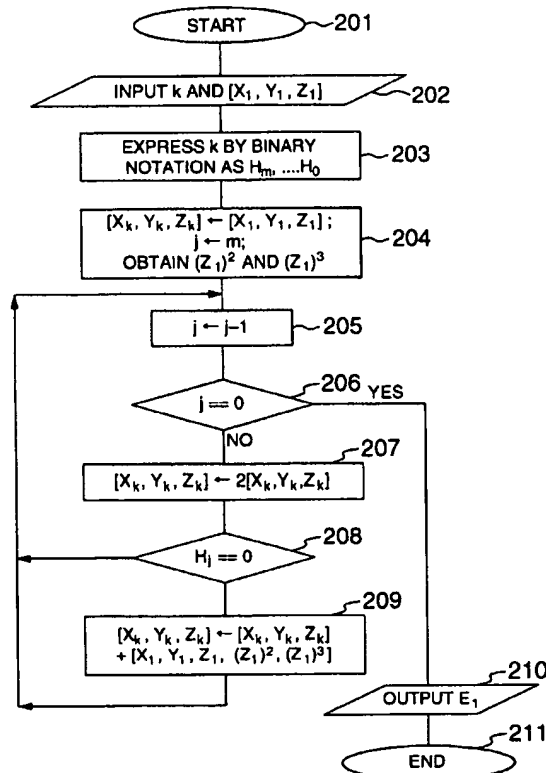 START
201
INPUT k AND [X₁, Y₁, Z₁]
202
EXPRESS k BY BINARY
NOTATION AS Hₘ, ....H₀
203
[Xₖ, Yₖ, Zₖ] ← [X₁, Y₁, Z₁] ;
j ← m;
OBTAIN (Z₁)² AND (Z₁)³
204
j ← j–1
205
j == 0
206
YES
NO
207
[Xₖ, Yₖ, Zₖ] ← 2[Xₖ,Yₖ,Zₖ]
208
Hⱼ == 0
209
[Xₖ, Yₖ, Zₖ] ← [Xₖ, Yₖ, Zₖ]
+ [X₁, Y₁, Z₁, (Z₁)², (Z₁)³]
210
OUTPUT E₁
211
END